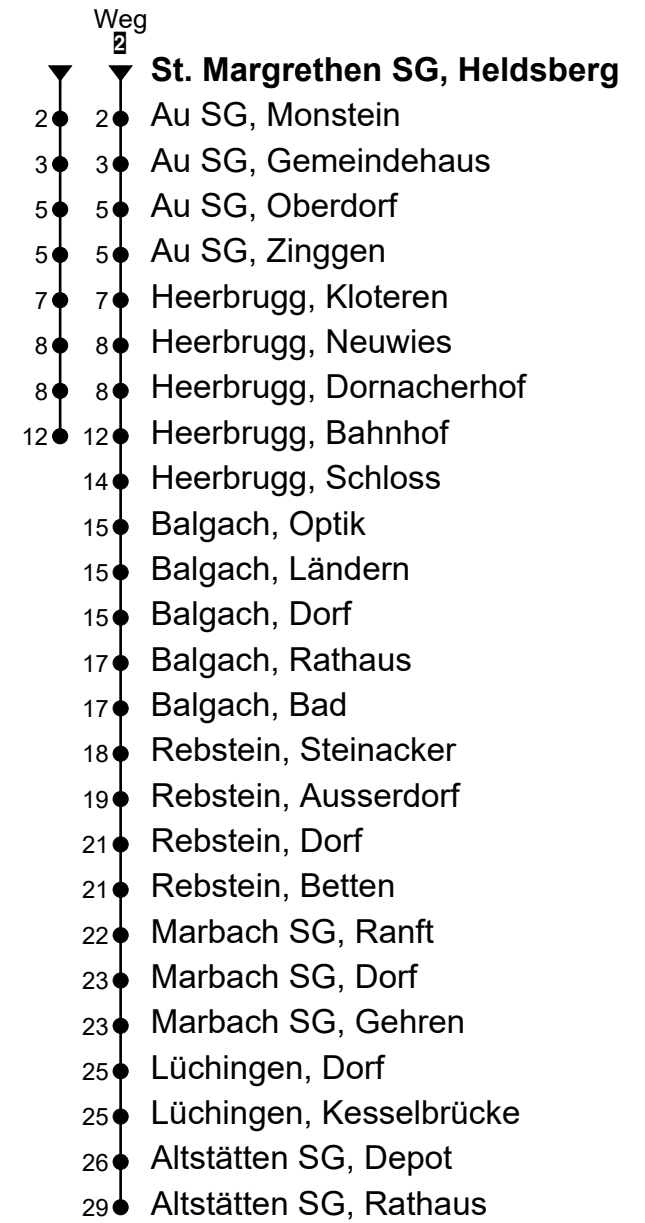 Weg
2
St. Margrethen SG, Heldsberg
2 2 Au SG, Monstein
3 3 Au SG, Gemeindehaus
5 5 Au SG, Oberdorf
5 5 Au SG, Zinggen
7 7 Heerbrugg, Kloteren
8 8 Heerbrugg, Neuwies
8 8 Heerbrugg, Dornacherhof
12 12 Heerbrugg, Bahnhof
14 Heerbrugg, Schloss
15 Balgach, Optik
15 Balgach, Ländern
15 Balgach, Dorf
17 Balgach, Rathaus
17 Balgach, Bad
18 Rebstein, Steinacker
19 Rebstein, Ausserdorf
21 Rebstein, Dorf
21 Rebstein, Betten
22 Marbach SG, Ranft
23 Marbach SG, Dorf
23 Marbach SG, Gehren
25 Lüchingen, Dorf
25 Lüchingen, Kesselbrücke
26 Altstätten SG, Depot
29 Altstätten SG, Rathaus